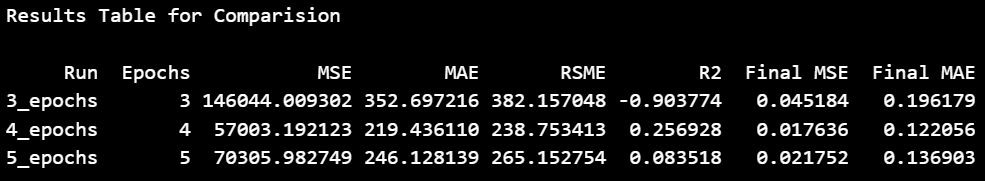 Results Table for Comparision
Run Epochs MSE MAE RSME R2 Final MSE Final MAE
3_epochs 3 146044.009302 352.697216 382.157048 -0.903774 0.045184 0.196179
4_epochs 4 57003.192123 219.436110 238.753413 0.256928 0.017636 0.122056
5_epochs 5 70305.982749 246.128139 265.152754 0.083518 0.021752 0.136903